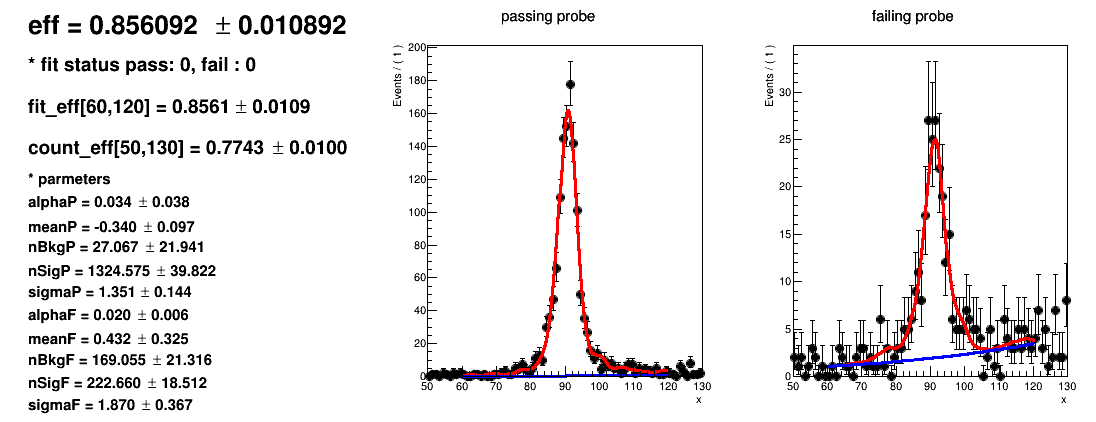 eff = 0.856092 ± 0.010892
* fit status pass: 0, fail : 0
fit_eff[60,120] = 0.8561 ± 0.0109
count_eff[50,130] = 0.7743 ± 0.0100
* parmeters
alphaP = 0.034 ± 0.038
meanP = -0.340 ± 0.097
nBkgP = 27.067 ± 21.941
nSigP = 1324.575 ± 39.822
sigmaP = 1.351 ± 0.144
alphaF = 0.020 ± 0.006
meanF = 0.432 ± 0.325
nBkgF = 169.055 ± 21.316
nSigF = 222.660 ± 18.512
sigmaF = 1.870 ± 0.367
passing probe
Events / ( 1 )
200
180
160
140
120
100
80
60
40
20
0
50 60 70 80 90 100 110 120 130
x
failing probe
Events / ( 1 )
30
25
20
15
10
5
0
50 60 70 80 90 100 110 120 130
x